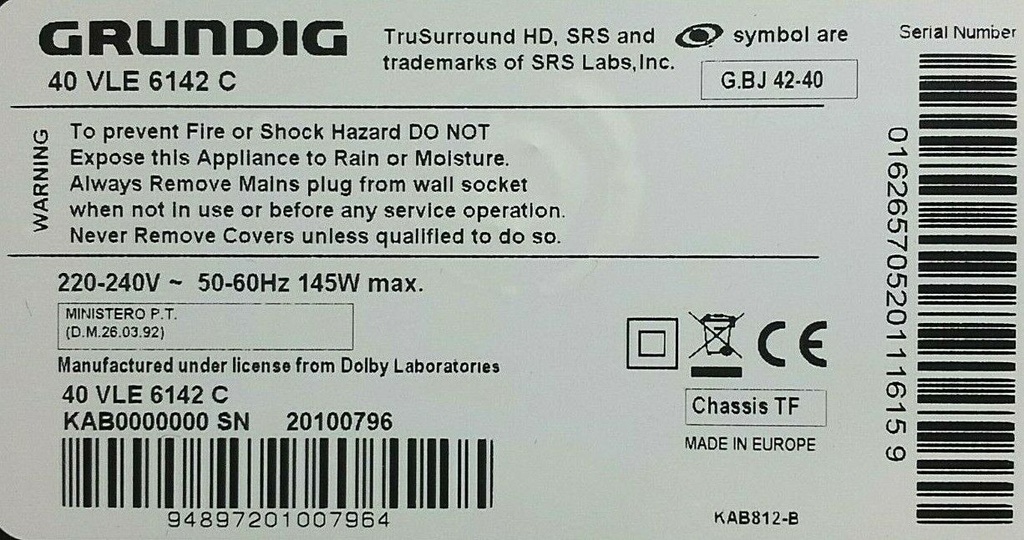 GRUNDIG
40 VLE 6142 C
TruSurround HD, SRS and symbol are
trademarks of SRS Labs,Inc.
G.BJ 42-40
Serial Number
WARNING
To prevent Fire or Shock Hazard DO NOT
Expose this Appliance to Rain or Moisture.
Always Remove Mains plug from wall socket
when not in use or before any service operation.
Never Remove Covers unless qualified to do so.
220-240V ~ 50-60Hz 145W max.
MINISTERO P.T.
(D.M.26.03.92)
Manufactured under license from Dolby Laboratories
40 VLE 6142 C
KAB0000000 SN 20100796
94897201007964
CE
Chassis TF
MADE IN EUROPE
KAB812-B
01626570520111615 9